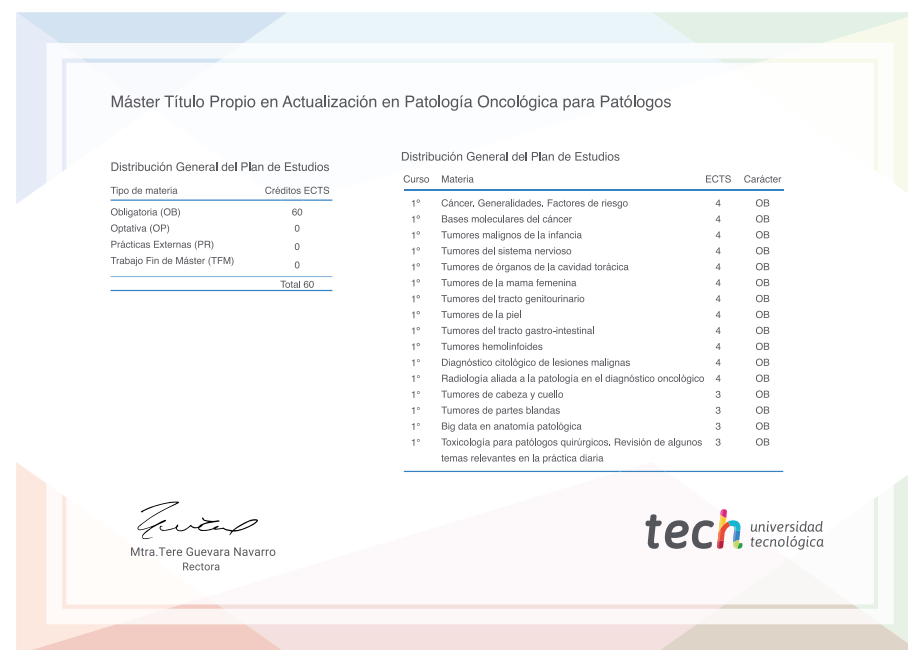 Máster Título Propio en Actualización en Patología Oncológica para Patólogos
Distribución General del Plan de Estudios
Tipo de materia Créditos ECTS
Obligatoria (OB) 60
Optativa (OP) 0
Prácticas Externas (PR) 0
Trabajo Fin de Máster (TFM) 0
Total 60
Distribución General del Plan de Estudios
Curso Materia ECTS Carácter
1º Cáncer. Generalidades. Factores de riesgo 4 OB
1º Bases moleculares del cáncer 4 OB
1º Tumores malignos de la infancia 4 OB
1º Tumores del sistema nervioso 4 OB
1º Tumores de órganos de la cavidad torácica 4 OB
1º Tumores de la mama femenina 4 OB
1º Tumores del tracto genitourinario 4 OB
1º Tumores de la piel 4 OB
1º Tumores del tracto gastro-intestinal 4 OB
1º Tumores hemolinfoides 4 OB
1º Diagnóstico citológico de lesiones malignas 4 OB
1º Radiología aliada a la patología en el diagnóstico oncológico 4 OB
1º Tumores de cabeza y cuello 3 OB
1º Tumores de partes blandas 3 OB
1º Big data en anatomía patológica 3 OB
1º Toxicología para patólogos quirúrgicos. Revisión de algunos 3 OB
temas relevantes en la práctica diaria
Mtra.Tere Guevara Navarro
Rectora
tech universidad
tecnológica